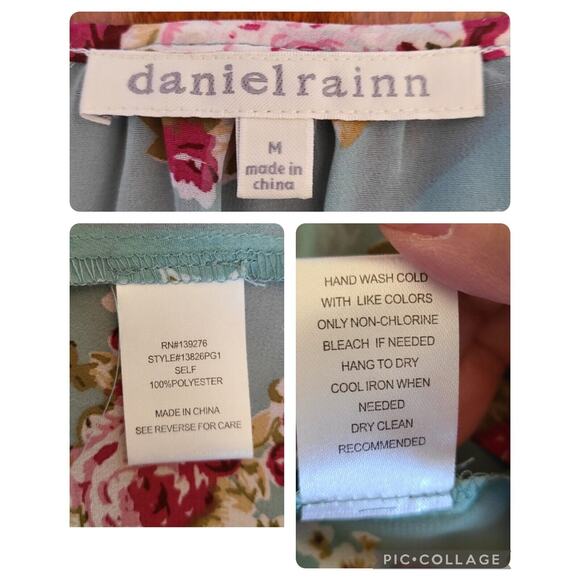 daniel rainn
M
made in
china
RN#139276
STYLE#13826PG1
SELF
100%POLYESTER
MADE IN CHINA
SEE REVERSE FOR CARE
HAND WASH COLD
WITH LIKE COLORS
ONLY NON-CHLORINE
BLEACH IF NEEDED
HANG TO DRY
COOL IRON WHEN
NEEDED
DRY CLEAN
RECOMMENDED
PIC•COLLAGE